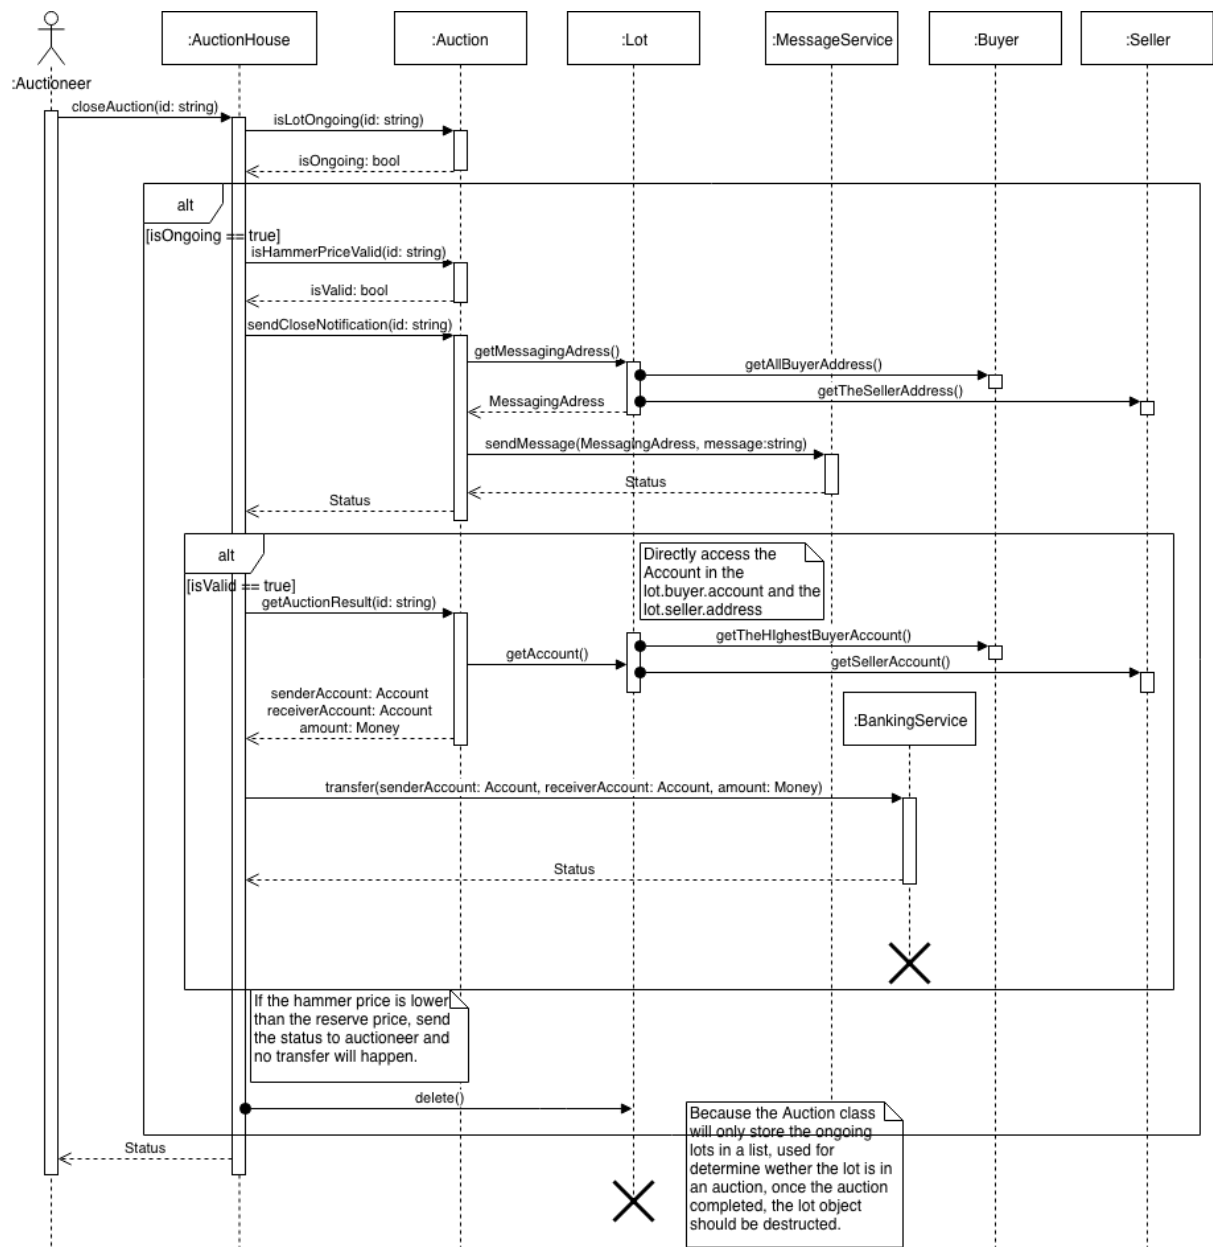 :AuctionHouse
:Auction
:Lot
:MessageService
:Buyer
:Seller
:Auctioneer
closeAuction(id: string)
isLotOngoing(id: string)
isOngoing: bool
alt
[isOngoing == true]
isHammerPriceValid(id: string)
isValid: bool
sendCloseNotification(id: string)
getMessagingAdress()
getAllBuyerAddress()
getTheSellerAddress()
MessagingAdress
sendMessage(MessagingAdress, message:string)
Status
Status
alt
[isValid == true]
Directly access the
Account in the
lot.buyer.account and the
lot.seller.address
getAuctionResult(id: string)
getTheHIghestBuyerAccount()
getAccount()
getSellerAccount()
senderAccount: Account
receiverAccount: Account
amount: Money
:BankingService
transfer(senderAccount: Account, receiverAccount: Account, amount: Money)
Status
If the hammer price is lower
than the reserve price, send
the status to auctioneer and
no transfer will happen.
delete()
Because the Auction class
will only store the ongoing
lots in a list, used for
determine wether the lot is in
an auction, once the auction
completed, the lot object
should be destructed.
Status